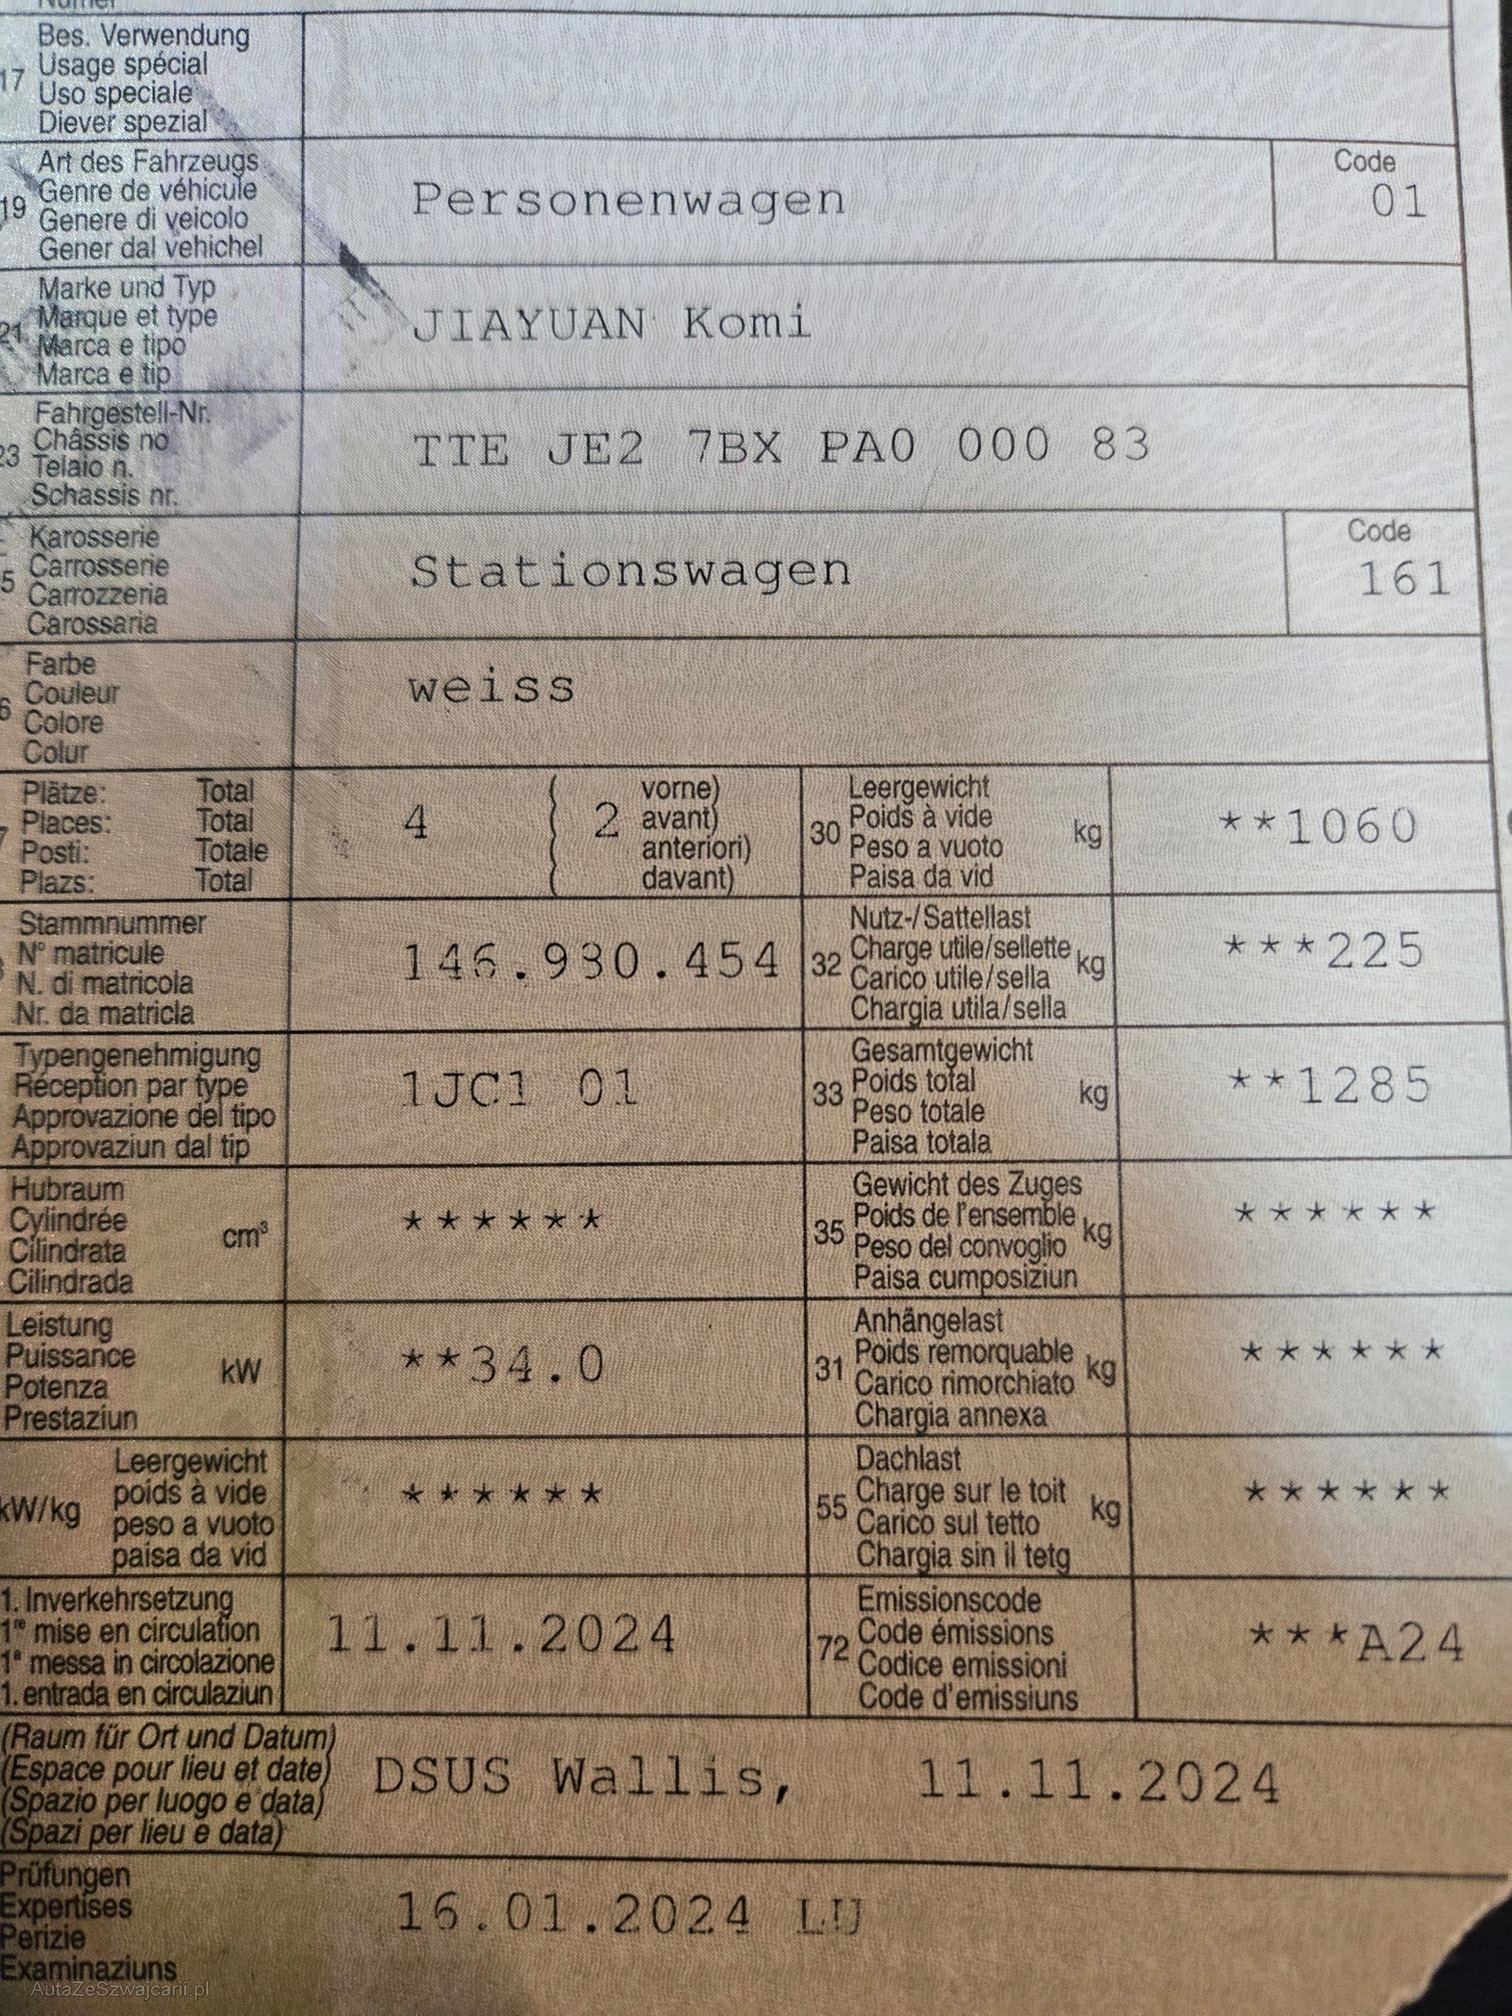 Bes. Verwendung
17 Usage spécial
Uso speciale
Diever spezial
Art des Fahrzeugs
19 Genre de véhicule
Genere di veicolo
Gener dal vehichel
Personenwagen
Code
01
Marke und Typ
21 Marque et type
Marca e tipo
Marca e tip
JIAYUAN Komi
Fahrgestell-Nr.
23 Châssis no
Telaio n.
Schassis nr.
TTE JE2 7BX PA0 000 83
Karosserie
5 Carrosserie
Carrozzeria
Carossaria
Stationswagen
Code
161
Farbe
6 Couleur
Colore
Colur
weiss
Plätze: Total
7 Places: Total
Posti: Totale
Plazs: Total
4 ( 2 vorne)
( avant)
( anteriori)
( davant)
Leergewicht
30 Poids à vide kg
Peso a vuoto
Paisa da vid
**1060
Stammnummer
N° matricule
N. di matricola
Nr. da matricla
146.930.454
Nutz-/Sattellast
32 Charge utile/sellette kg
Carico utile/sella
Chargia utila/sella
***225
Typengenehmigung
Réception par type
Approvazione del tipo
Approvaziun dal tip
1JC1 01
Gesamtgewicht
33 Poids total kg
Peso totale
Paisa totala
**1285
Hubraum
Cylindrée cm³
Cilindrata
Cilindrada
******
Gewicht des Zuges
35 Poids de l'ensemble kg
Peso del convoglio
Paisa cumposiziun
******
Leistung
Puissance kW
Potenza
Prestaziun
**34.0
Anhängelast
31 Poids remorquable kg
Carico rimorchiato
Chargia annexa
******
Leergewicht
kW/kg poids à vide
peso a vuoto
paisa da vid
******
Dachlast
55 Charge sur le toit kg
Carico sul tetto
Chargia sin il tetg
******
1. Inverkehrsetzung
1re mise en circulation
1a messa in circolazione
1. entrada en circulaziun
11.11.2024
Emissionscode
72 Code émissions
Codice emissioni
Code d'emissiuns
***A24
(Raum für Ort und Datum)
(Espace pour lieu et date)
(Spazio per luogo e data)
(Spazi per lieu e data)
DSUS Wallis, 11.11.2024
Prüfungen
Expertises
Perizie
Examinaziuns
16.01.2024 LU
AutaZeSzwajcarii.pl